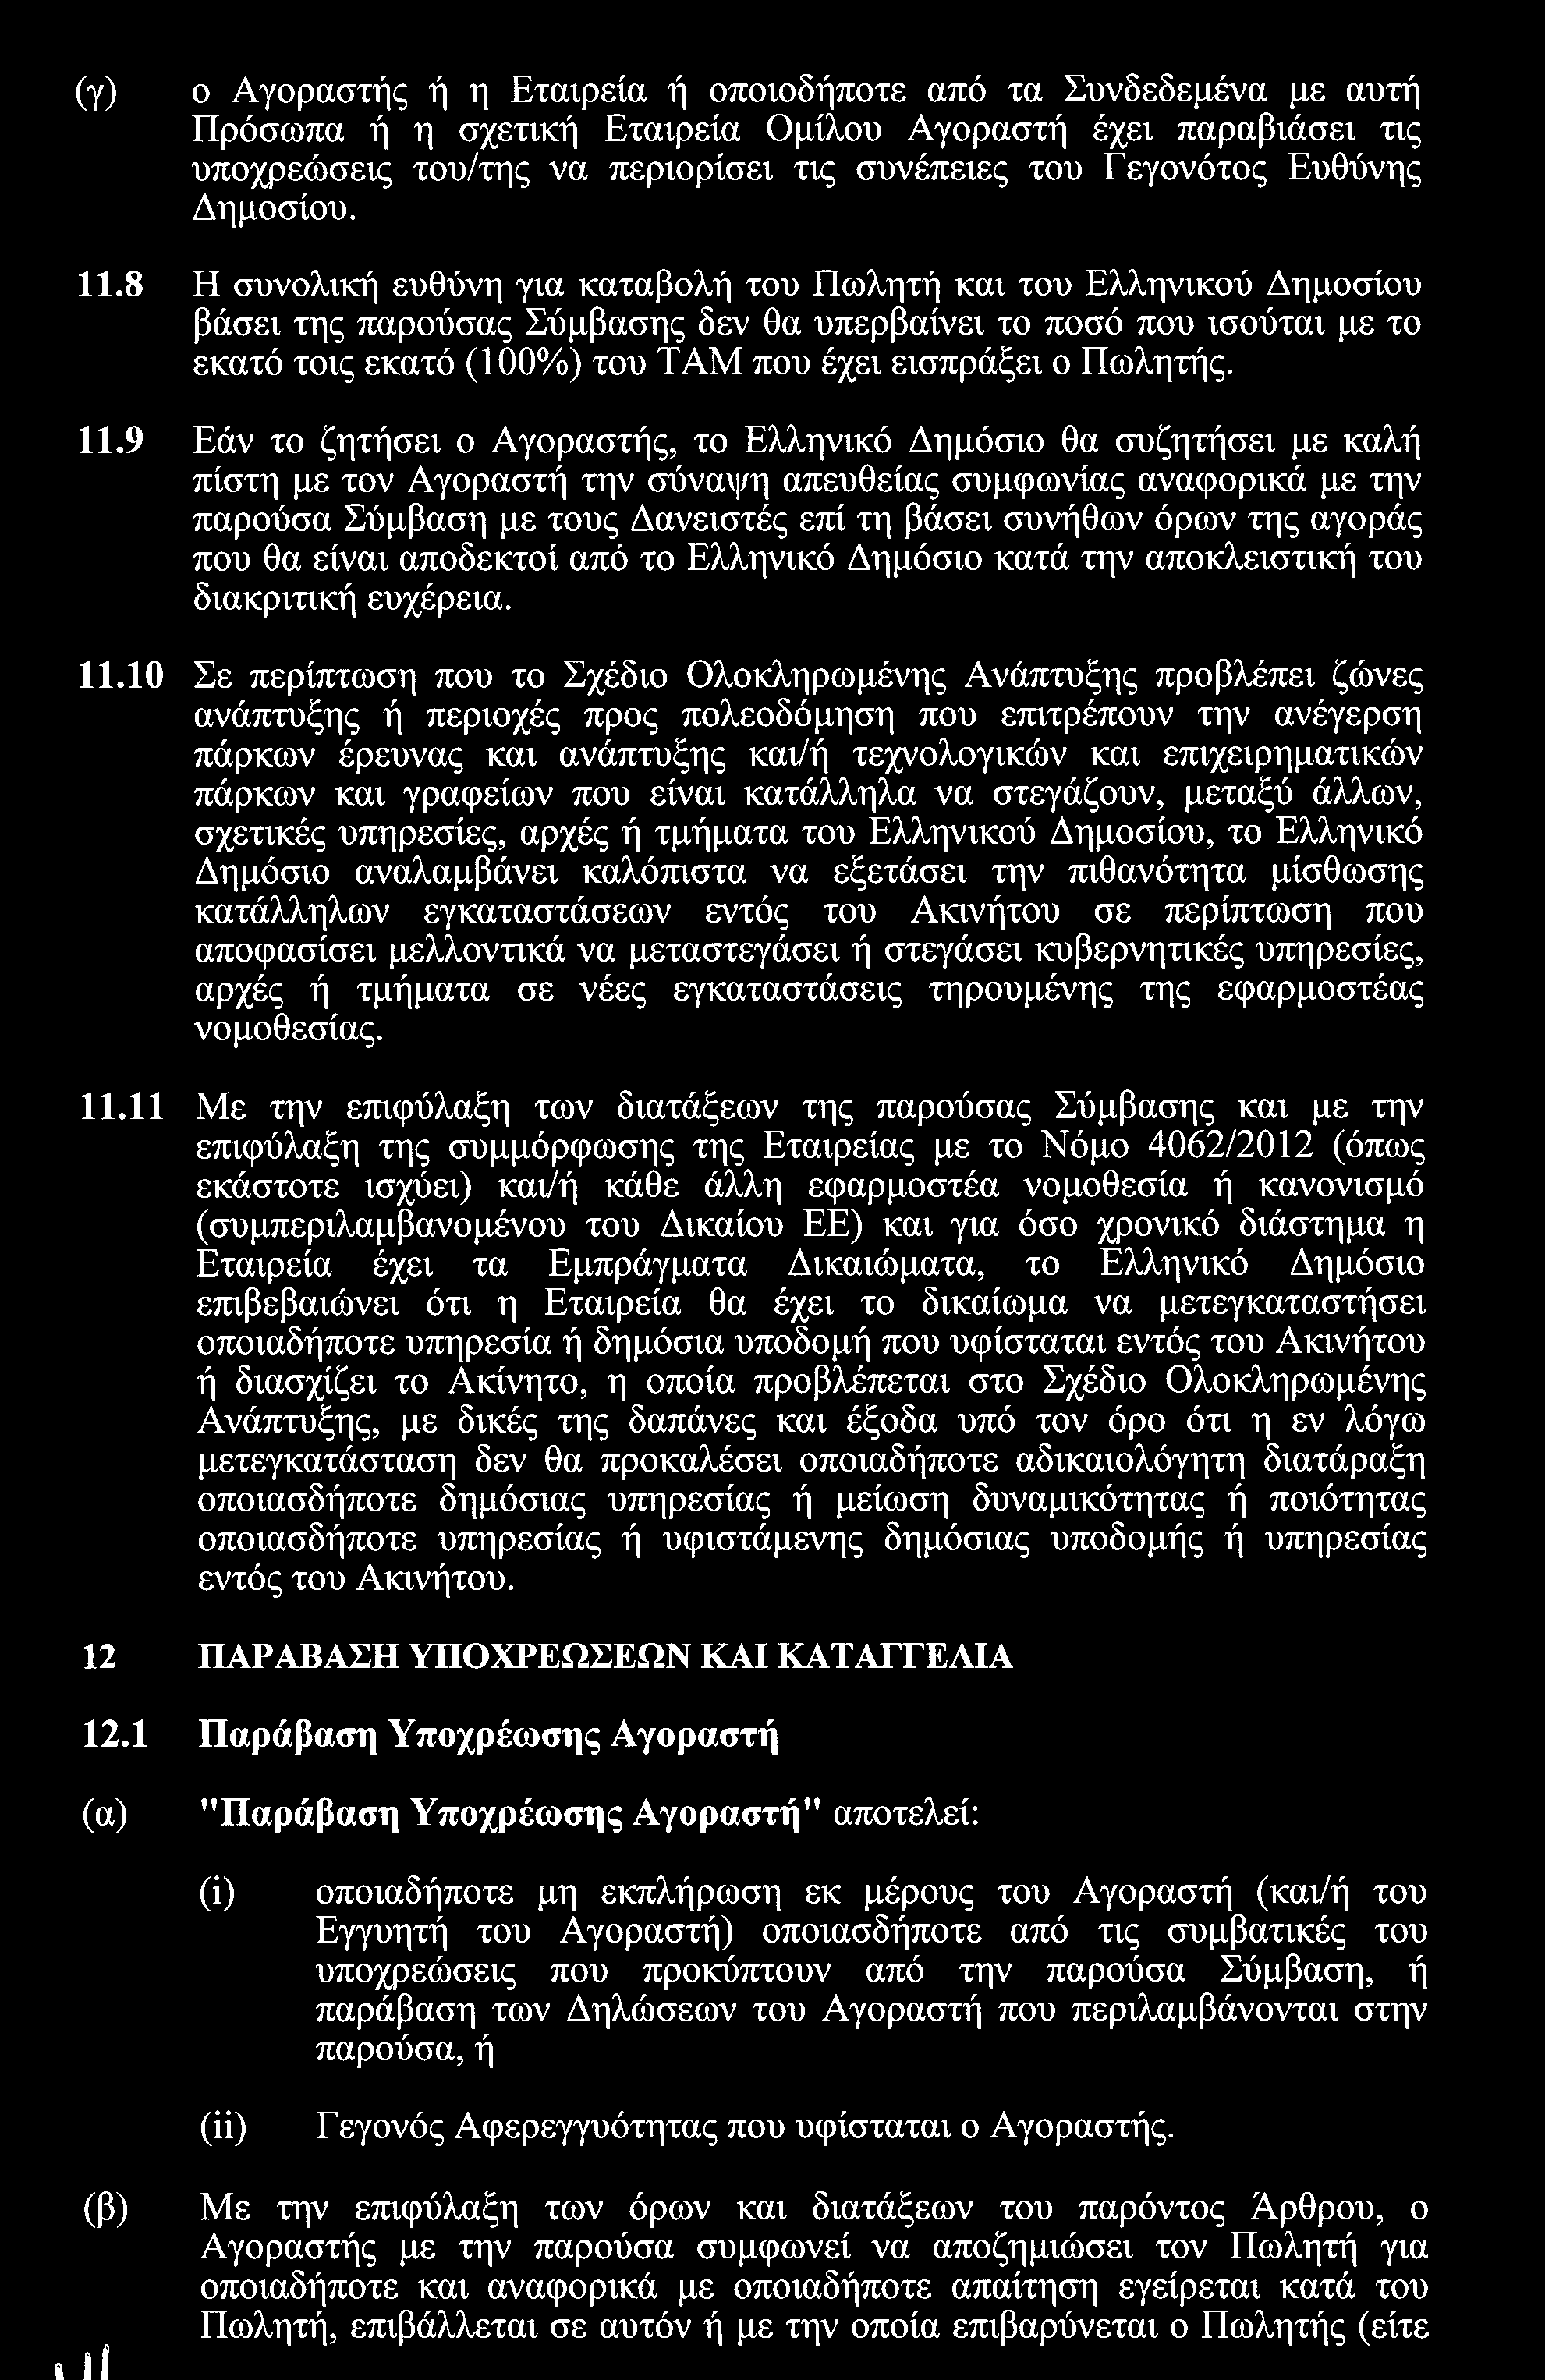 (γ) ο Αγοραστής ή η Εταιρεία ή οποιοδήποτε από τα Συνδεδεμένα με αυτή
Πρόσωπα ή η σχετική Εταιρεία Ομίλου Αγοραστή έχει παραβιάσει τις
υποχρεώσεις του/της να περιορίσει τις συνέπειες του Γεγονότος Ευθύνης
Δημοσίου.
11.8 Η συνολική ευθύνη για καταβολή του Πωλητή και του Ελληνικού Δημοσίου
βάσει της παρούσας Σύμβασης δεν θα υπερβαίνει το ποσό που ισούται με το
εκατό τοις εκατό (100%) του ΤΑΜ που έχει εισπράξει ο Πωλητής.
11.9 Εάν το ζητήσει ο Αγοραστής, το Ελληνικό Δημόσιο θα συζητήσει με καλή
πίστη με τον Αγοραστή την σύναψη απευθείας συμφωνίας αναφορικά με την
παρούσα Σύμβαση με τους Δανειστές επί τη βάσει συνήθων όρων της αγοράς
που θα είναι αποδεκτοί από το Ελληνικό Δημόσιο κατά την αποκλειστική του
διακριτική ευχέρεια.
11.10 Σε περίπτωση που το Σχέδιο Ολοκληρωμένης Ανάπτυξης προβλέπει ζώνες
ανάπτυξης ή περιοχές προς πολεοδόμηση που επιτρέπουν την ανέγερση
πάρκων έρευνας και ανάπτυξης και/ή τεχνολογικών και επιχειρηματικών
πάρκων και γραφείων που είναι κατάλληλα να στεγάζουν, μεταξύ άλλων,
σχετικές υπηρεσίες, αρχές ή τμήματα του Ελληνικού Δημοσίου, το Ελληνικό
Δημόσιο αναλαμβάνει καλόπιστα να εξετάσει την πιθανότητα μίσθωσης
κατάλληλων εγκαταστάσεων εντός του Ακινήτου σε περίπτωση που
αποφασίσει μελλοντικά να μεταστεγάσει ή στεγάσει κυβερνητικές υπηρεσίες,
αρχές ή τμήματα σε νέες εγκαταστάσεις τηρουμένης της εφαρμοστέας
νομοθεσίας.
11.11 Με την επιφύλαξη των διατάξεων της παρούσας Σύμβασης και με την
επιφύλαξη της συμμόρφωσης της Εταιρείας με το Νόμο 4062/2012 (όπως
εκάστοτε ισχύει) και/ή κάθε άλλη εφαρμοστέα νομοθεσία ή κανονισμό
(συμπεριλαμβανομένου του Δικαίου ΕΕ) και για όσο χρονικό διάστημα η
Εταιρεία έχει τα Εμπράγματα Δικαιώματα, το Ελληνικό Δημόσιο
επιβεβαιώνει ότι η Εταιρεία θα έχει το δικαίωμα να μετεγκαταστήσει
οποιαδήποτε υπηρεσία ή δημόσια υποδομή που υφίσταται εντός του Ακινήτου
ή διασχίζει το Ακίνητο, η οποία προβλέπεται στο Σχέδιο Ολοκληρωμένης
Ανάπτυξης, με δικές της δαπάνες και έξοδα υπό τον όρο ότι η εν λόγω
μετεγκατάσταση δεν θα προκαλέσει οποιαδήποτε αδικαιολόγητη διατάραξη
οποιασδήποτε δημόσιας υπηρεσίας ή μείωση δυναμικότητας ή ποιότητας
οποιασδήποτε υπηρεσίας ή υφιστάμενης δημόσιας υποδομής ή υπηρεσίας
εντός του Ακινήτου.
12 ΠΑΡΑΒΑΣΗ ΥΠΟΧΡΕΩΣΕΩΝ ΚΑΙ ΚΑΤΑΓΓΕΛΙΑ
12.1 Παράβαση Υποχρέωσης Αγοραστή
(α) "Παράβαση Υποχρέωσης Αγοραστή" αποτελεί:
(i) οποιαδήποτε μη εκπλήρωση εκ μέρους του Αγοραστή (και/ή του
Εγγυητή του Αγοραστή) οποιασδήποτε από τις συμβατικές του
υποχρεώσεις που προκύπτουν από την παρούσα Σύμβαση, ή
παράβαση των Δηλώσεων του Αγοραστή που περιλαμβάνονται στην
παρούσα, ή
(ii) Γεγονός Αφερεγγυότητας που υφίσταται ο Αγοραστής.
(β) Με την επιφύλαξη των όρων και διατάξεων του παρόντος Άρθρου, ο
Αγοραστής με την παρούσα συμφωνεί να αποζημιώσει τον Πωλητή για
οποιαδήποτε και αναφορικά με οποιαδήποτε απαίτηση εγείρεται κατά του
Πωλητή, επιβάλλεται σε αυτόν ή με την οποία επιβαρύνεται ο Πωλητής (είτε